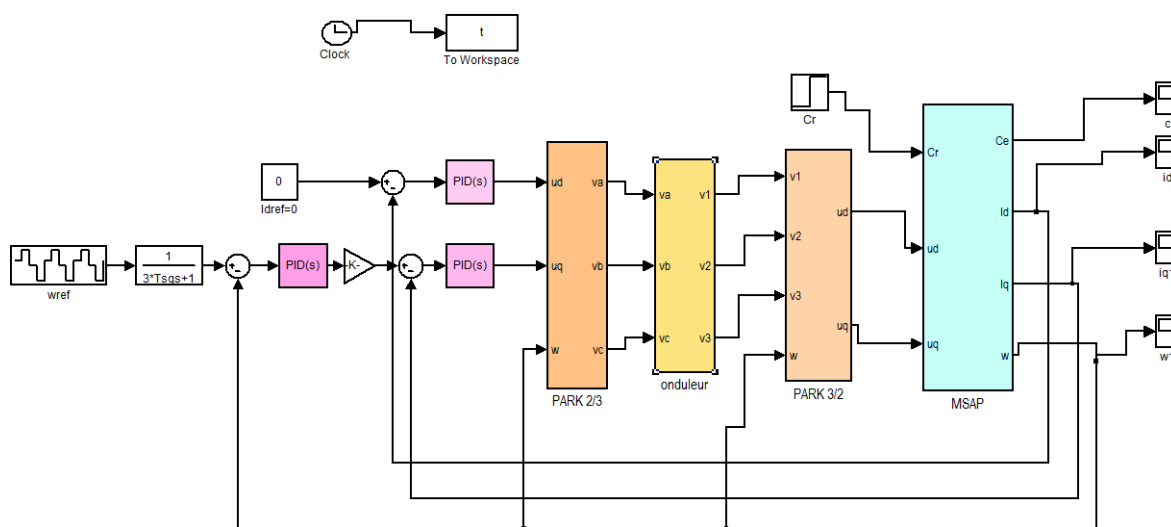 t
Clock
To Workspace
Cr
0
Idref=0
PID(s)
wref
1
3*Tsgs+1
PID(s)
-K-
PID(s)
ud
uq
w
va
vb
vc
PARK 2/3
va
vb
vc
v1
v2
v3
onduleur
v1
v2
v3
w
ud
uq
PARK 3/2
Cr
ud
uq
Ce
Id
Iq
w
MSAP
c
id
iq1
w1